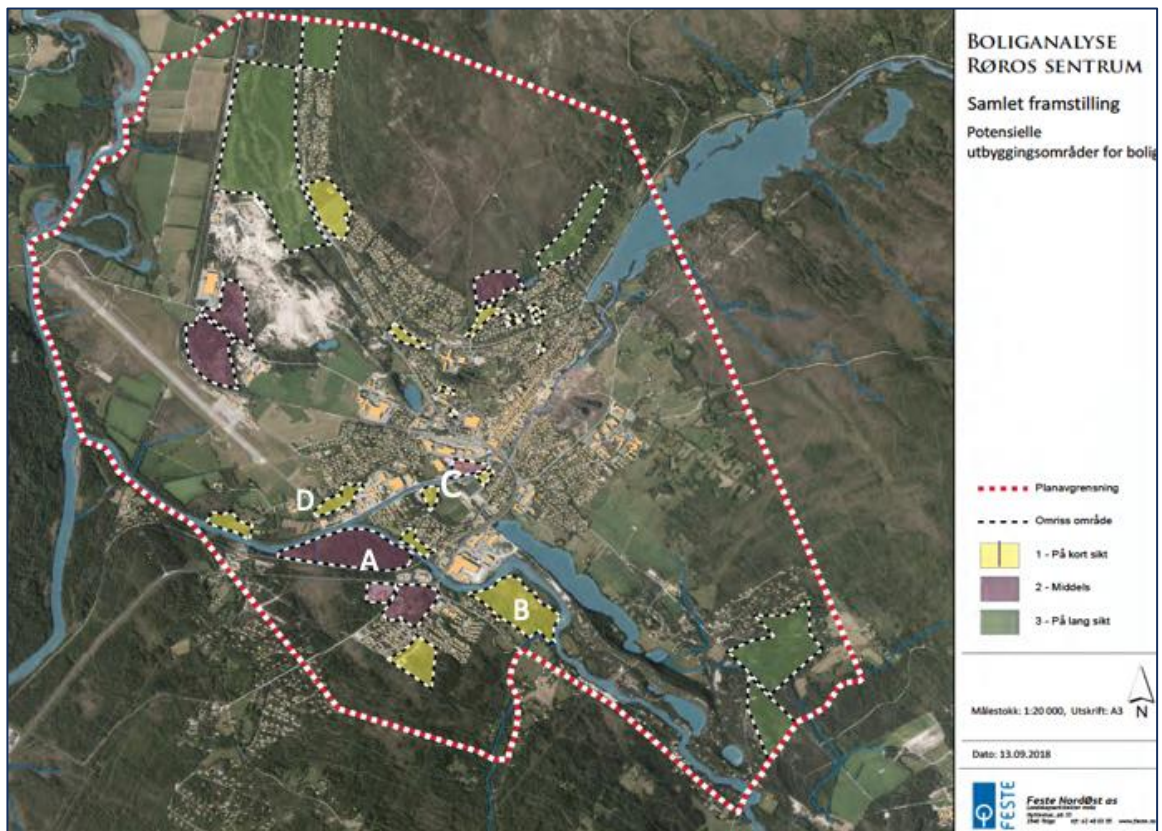 BOLIGANALYSE
RØROS SENTRUM
Samlet framstilling
Potensielle
utbyggingsområder for bolig
D
C
A
B
Planavgrensning
Omriss område
1 - På kort sikt
2 - Middels
3 - På lang sikt
Målestokk: 1:20 000, Utskrift: A3
N
Dato: 13.09.2018
FESTE
Feste NordØst as